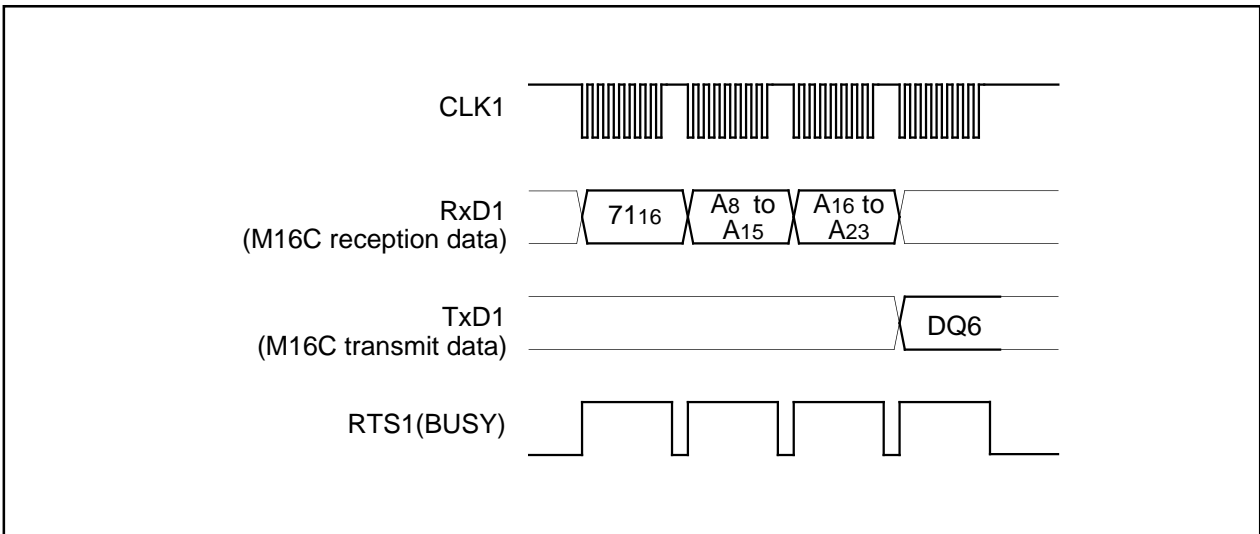 CLK1
RxD1
(M16C reception data)
7116
A8 to
A15
A16 to
A23
TxD1
(M16C transmit data)
DQ6
RTS1(BUSY)